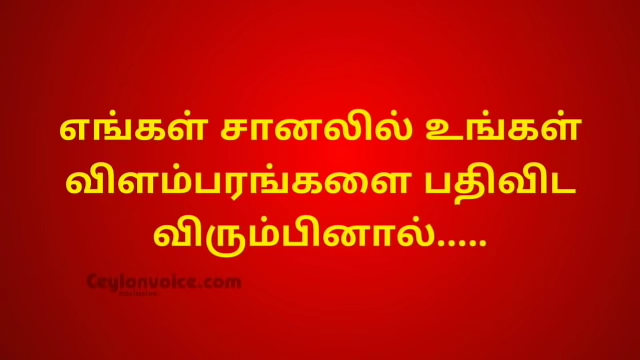 எங்கள் சானலில் உங்கள்
விளம்பரங்களை பதிவிட
விரும்பினால்.....
Ceylonvoice.com